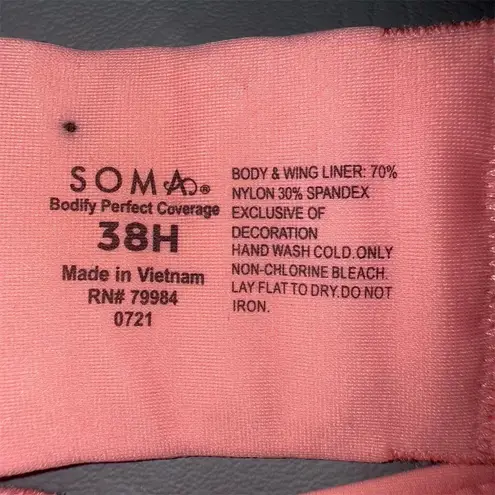 SOMA®
Bodify Perfect Coverage
38H
Made in Vietnam
RN# 79984
0721
BODY & WING LINER: 70%
NYLON 30% SPANDEX
EXCLUSIVE OF
DECORATION
HAND WASH COLD.ONLY
NON-CHLORINE BLEACH.
LAY FLAT TO DRY.DO NOT
IRON.